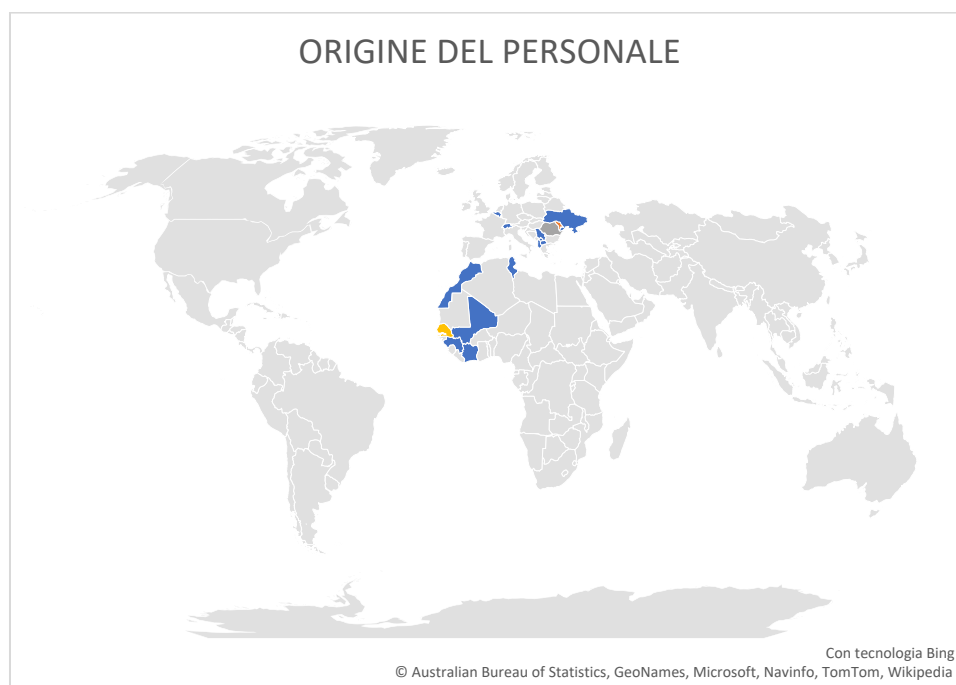 ORIGINE DEL PERSONALE
Con tecnologia Bing
© Australian Bureau of Statistics, GeoNames, Microsoft, Navinfo, TomTom, Wikipedia